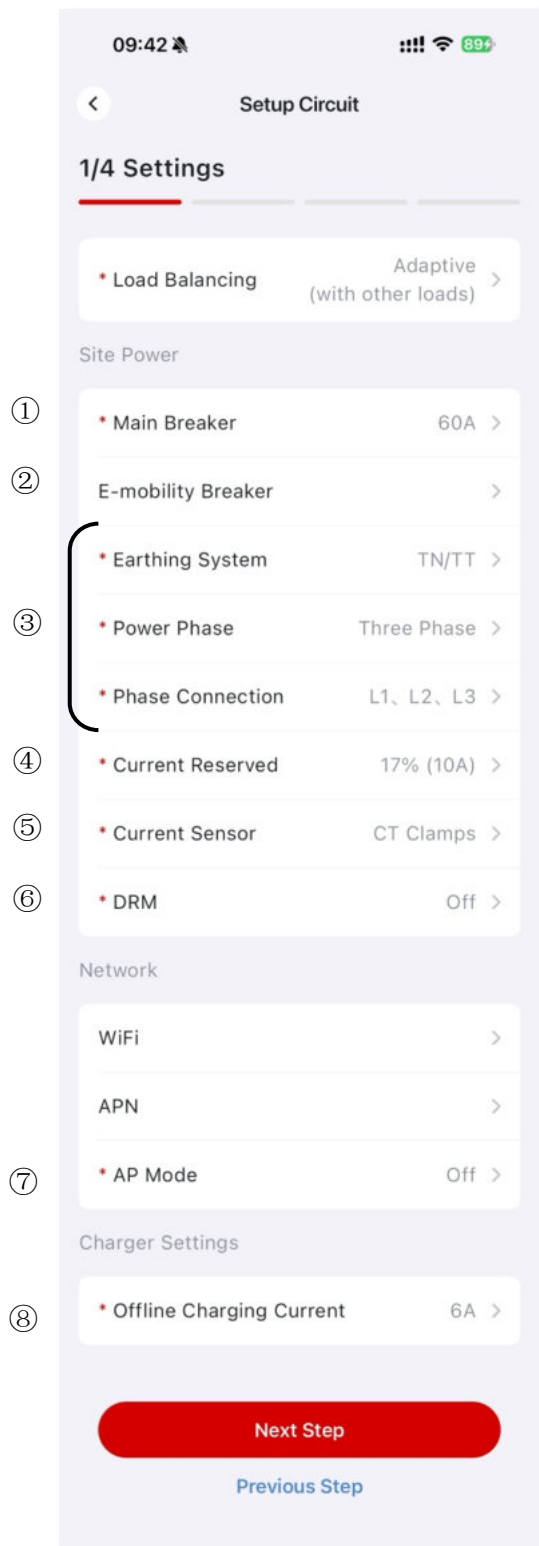 09:42 89
Setup Circuit
1/4 Settings
* Load Balancing Adaptive
(with other loads)
Site Power
① * Main Breaker 60A
② E-mobility Breaker
* Earthing System TN/TT
③ * Power Phase Three Phase
* Phase Connection L1、L2、L3
④ * Current Reserved 17% (10A)
⑤ * Current Sensor CT Clamps
⑥ * DRM Off
Network
WiFi
APN
⑦ * AP Mode Off
Charger Settings
⑧ * Offline Charging Current 6A
Next Step
Previous Step